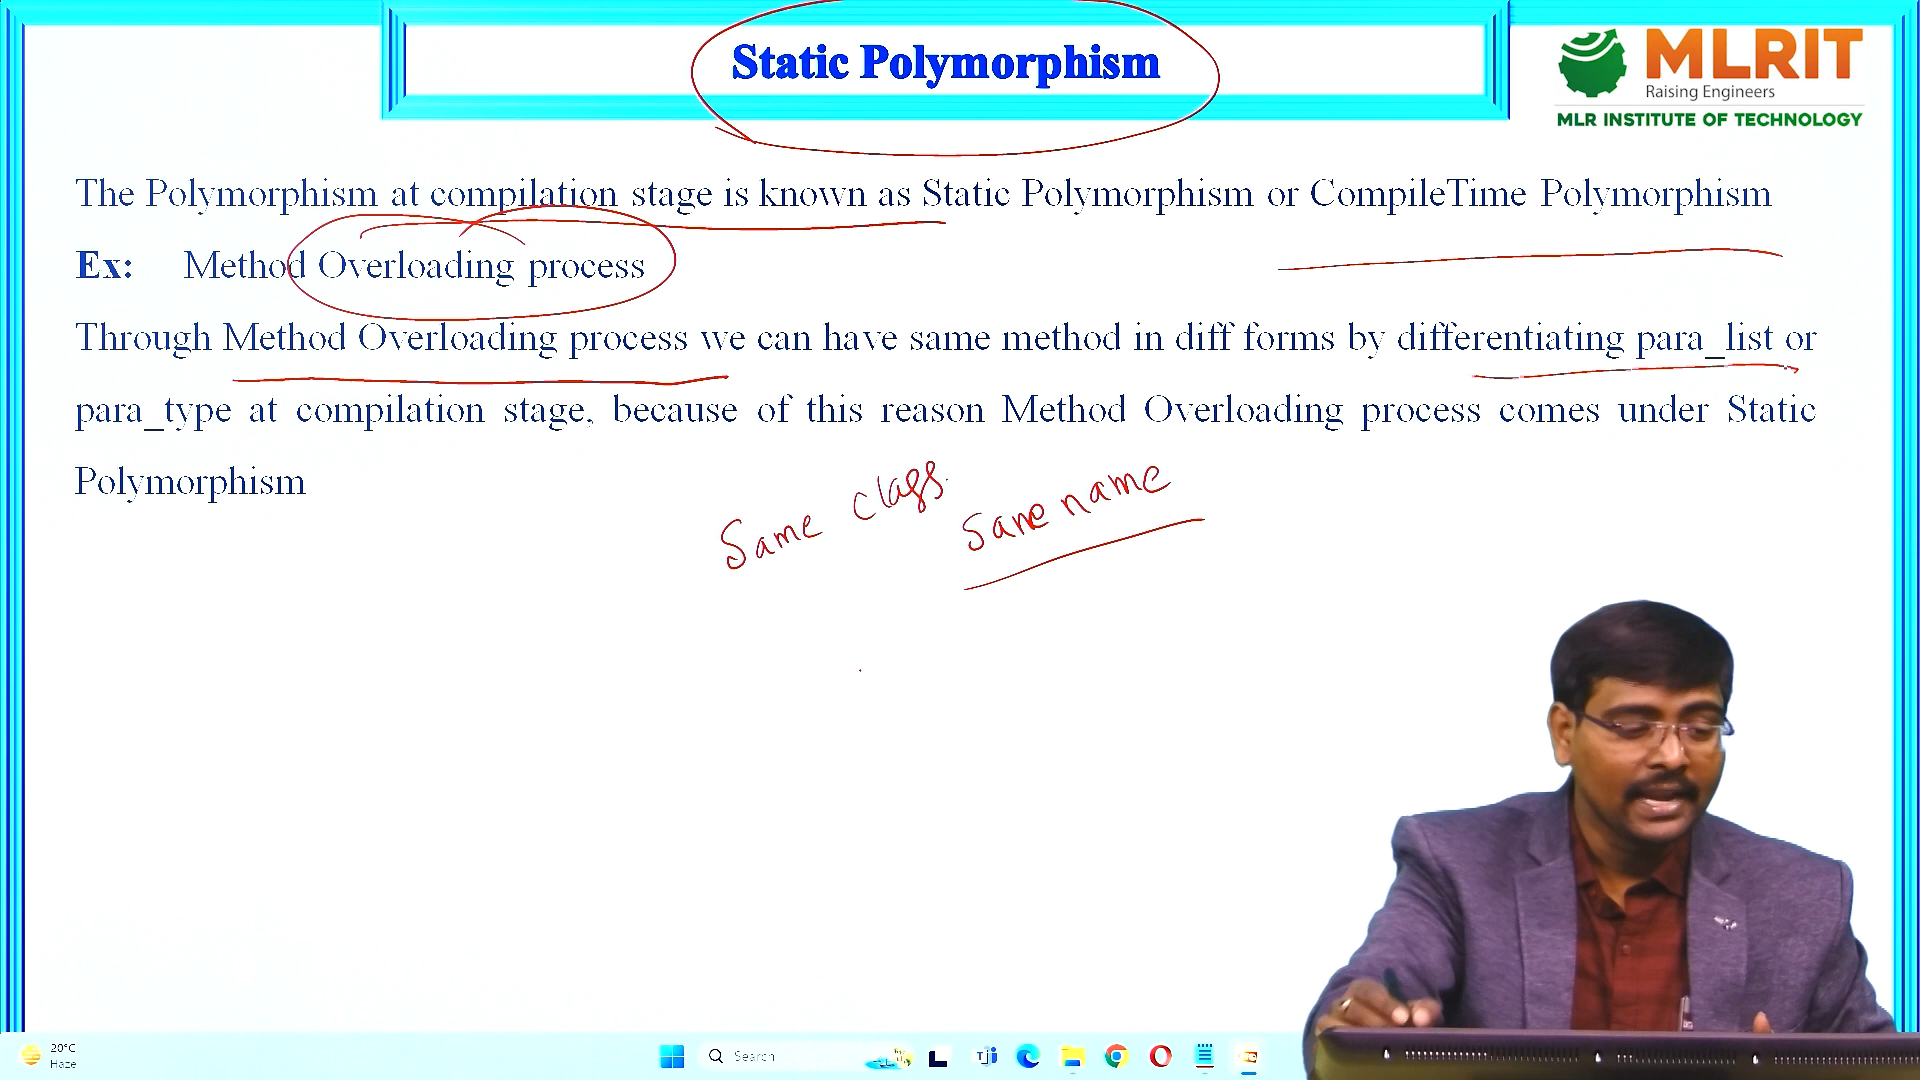 Static Polymorphism
MLRIT
Raising Engineers
MLR INSTITUTE OF TECHNOLOGY
The Polymorphism at compilation stage is known as Static Polymorphism or CompileTime Polymorphism
Ex: Method Overloading process
Through Method Overloading process we can have same method in diff forms by differentiating para_list or
para_type at compilation stage, because of this reason Method Overloading process comes under Static
Polymorphism
Same class
Same name
20°C
Haze
Search